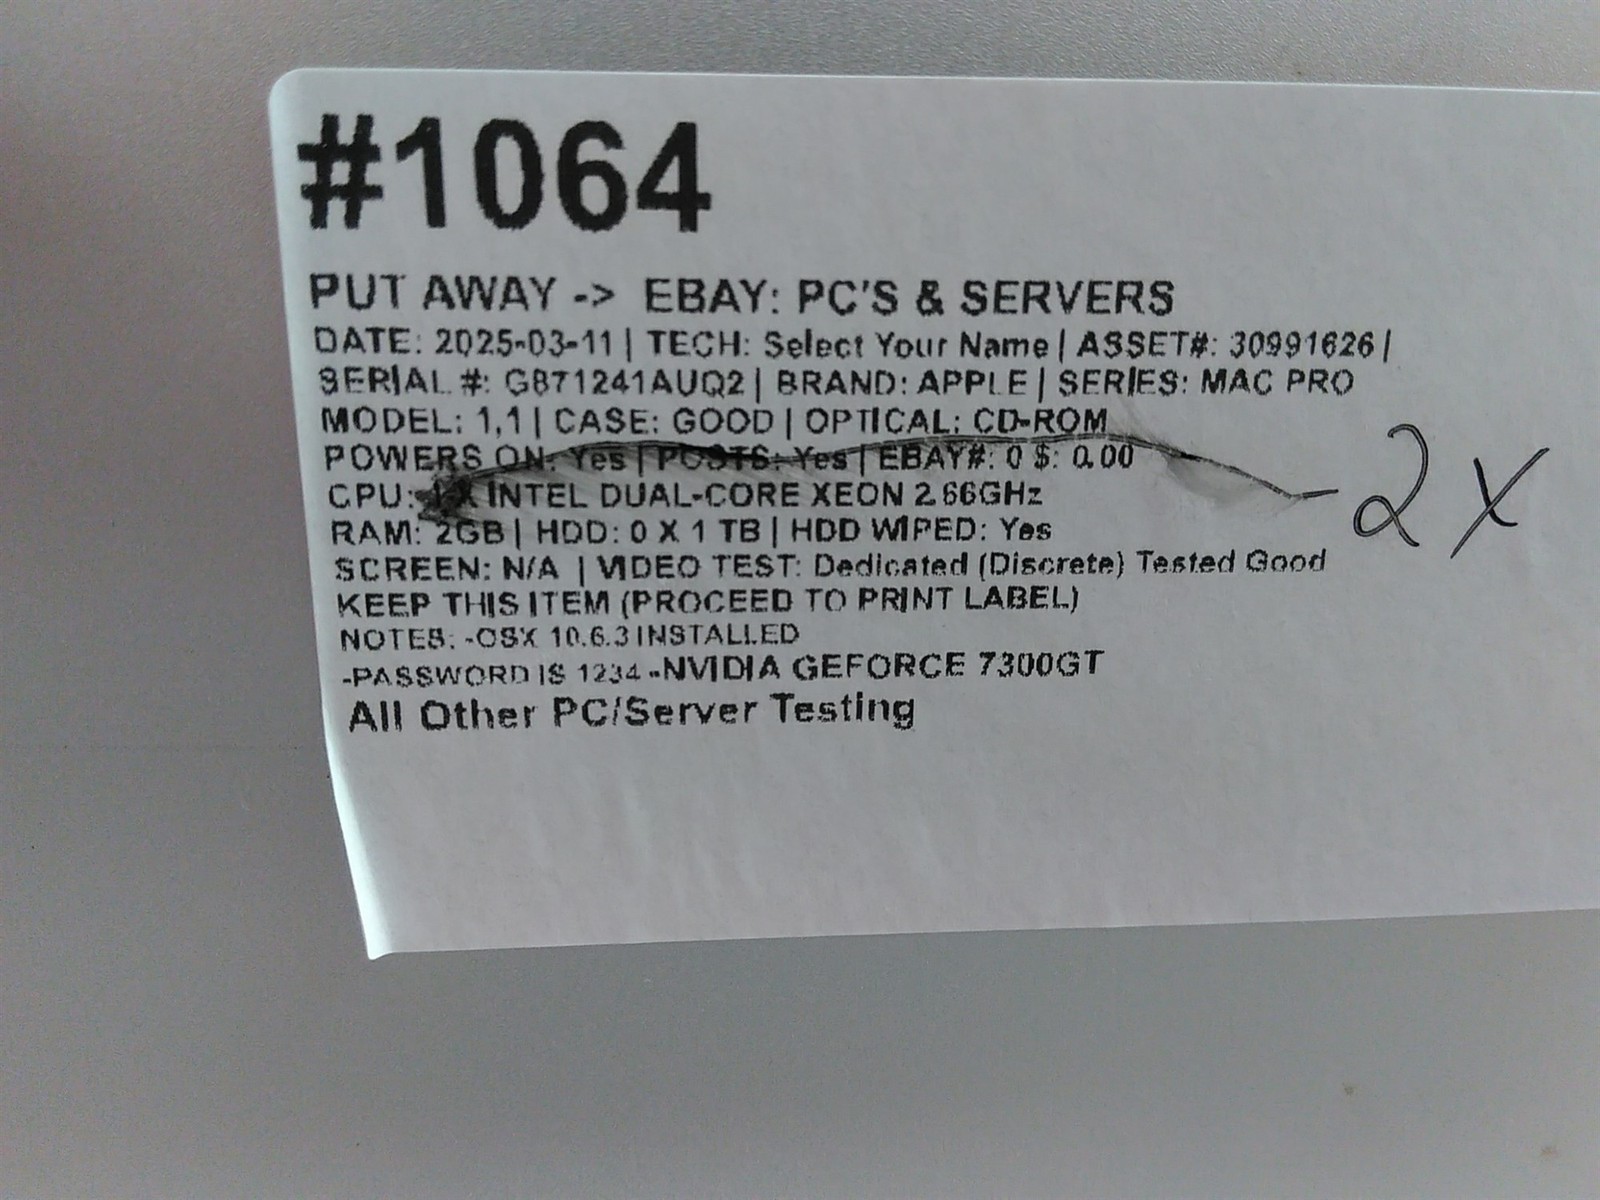 #1064
PUT AWAY -> EBAY: PC'S & SERVERS
DATE: 2025-03-11 | TECH: Select Your Name | ASSET#: 30991626 |
SERIAL #: G871241AUQ2 | BRAND: APPLE | SERIES: MAC PRO
MODEL: 1,1 | CASE: GOOD | OPTICAL: CD-ROM
POWERS ON: Yes | POSTS: Yes | EBAY#: 0 $: 0.00
CPU: X INTEL DUAL-CORE XEON 2.66GHz
2X
RAM: 2GB | HDD: 0 X 1 TB | HDD WIPED: Yes
SCREEN: N/A | VIDEO TEST: Dedicated (Discrete) Tested Good
KEEP THIS ITEM (PROCEED TO PRINT LABEL)
NOTES: -OSX 10.6.3 INSTALLED
-PASSWORD IS 1234 -NVIDIA GEFORCE 7300GT
All Other PC/Server Testing